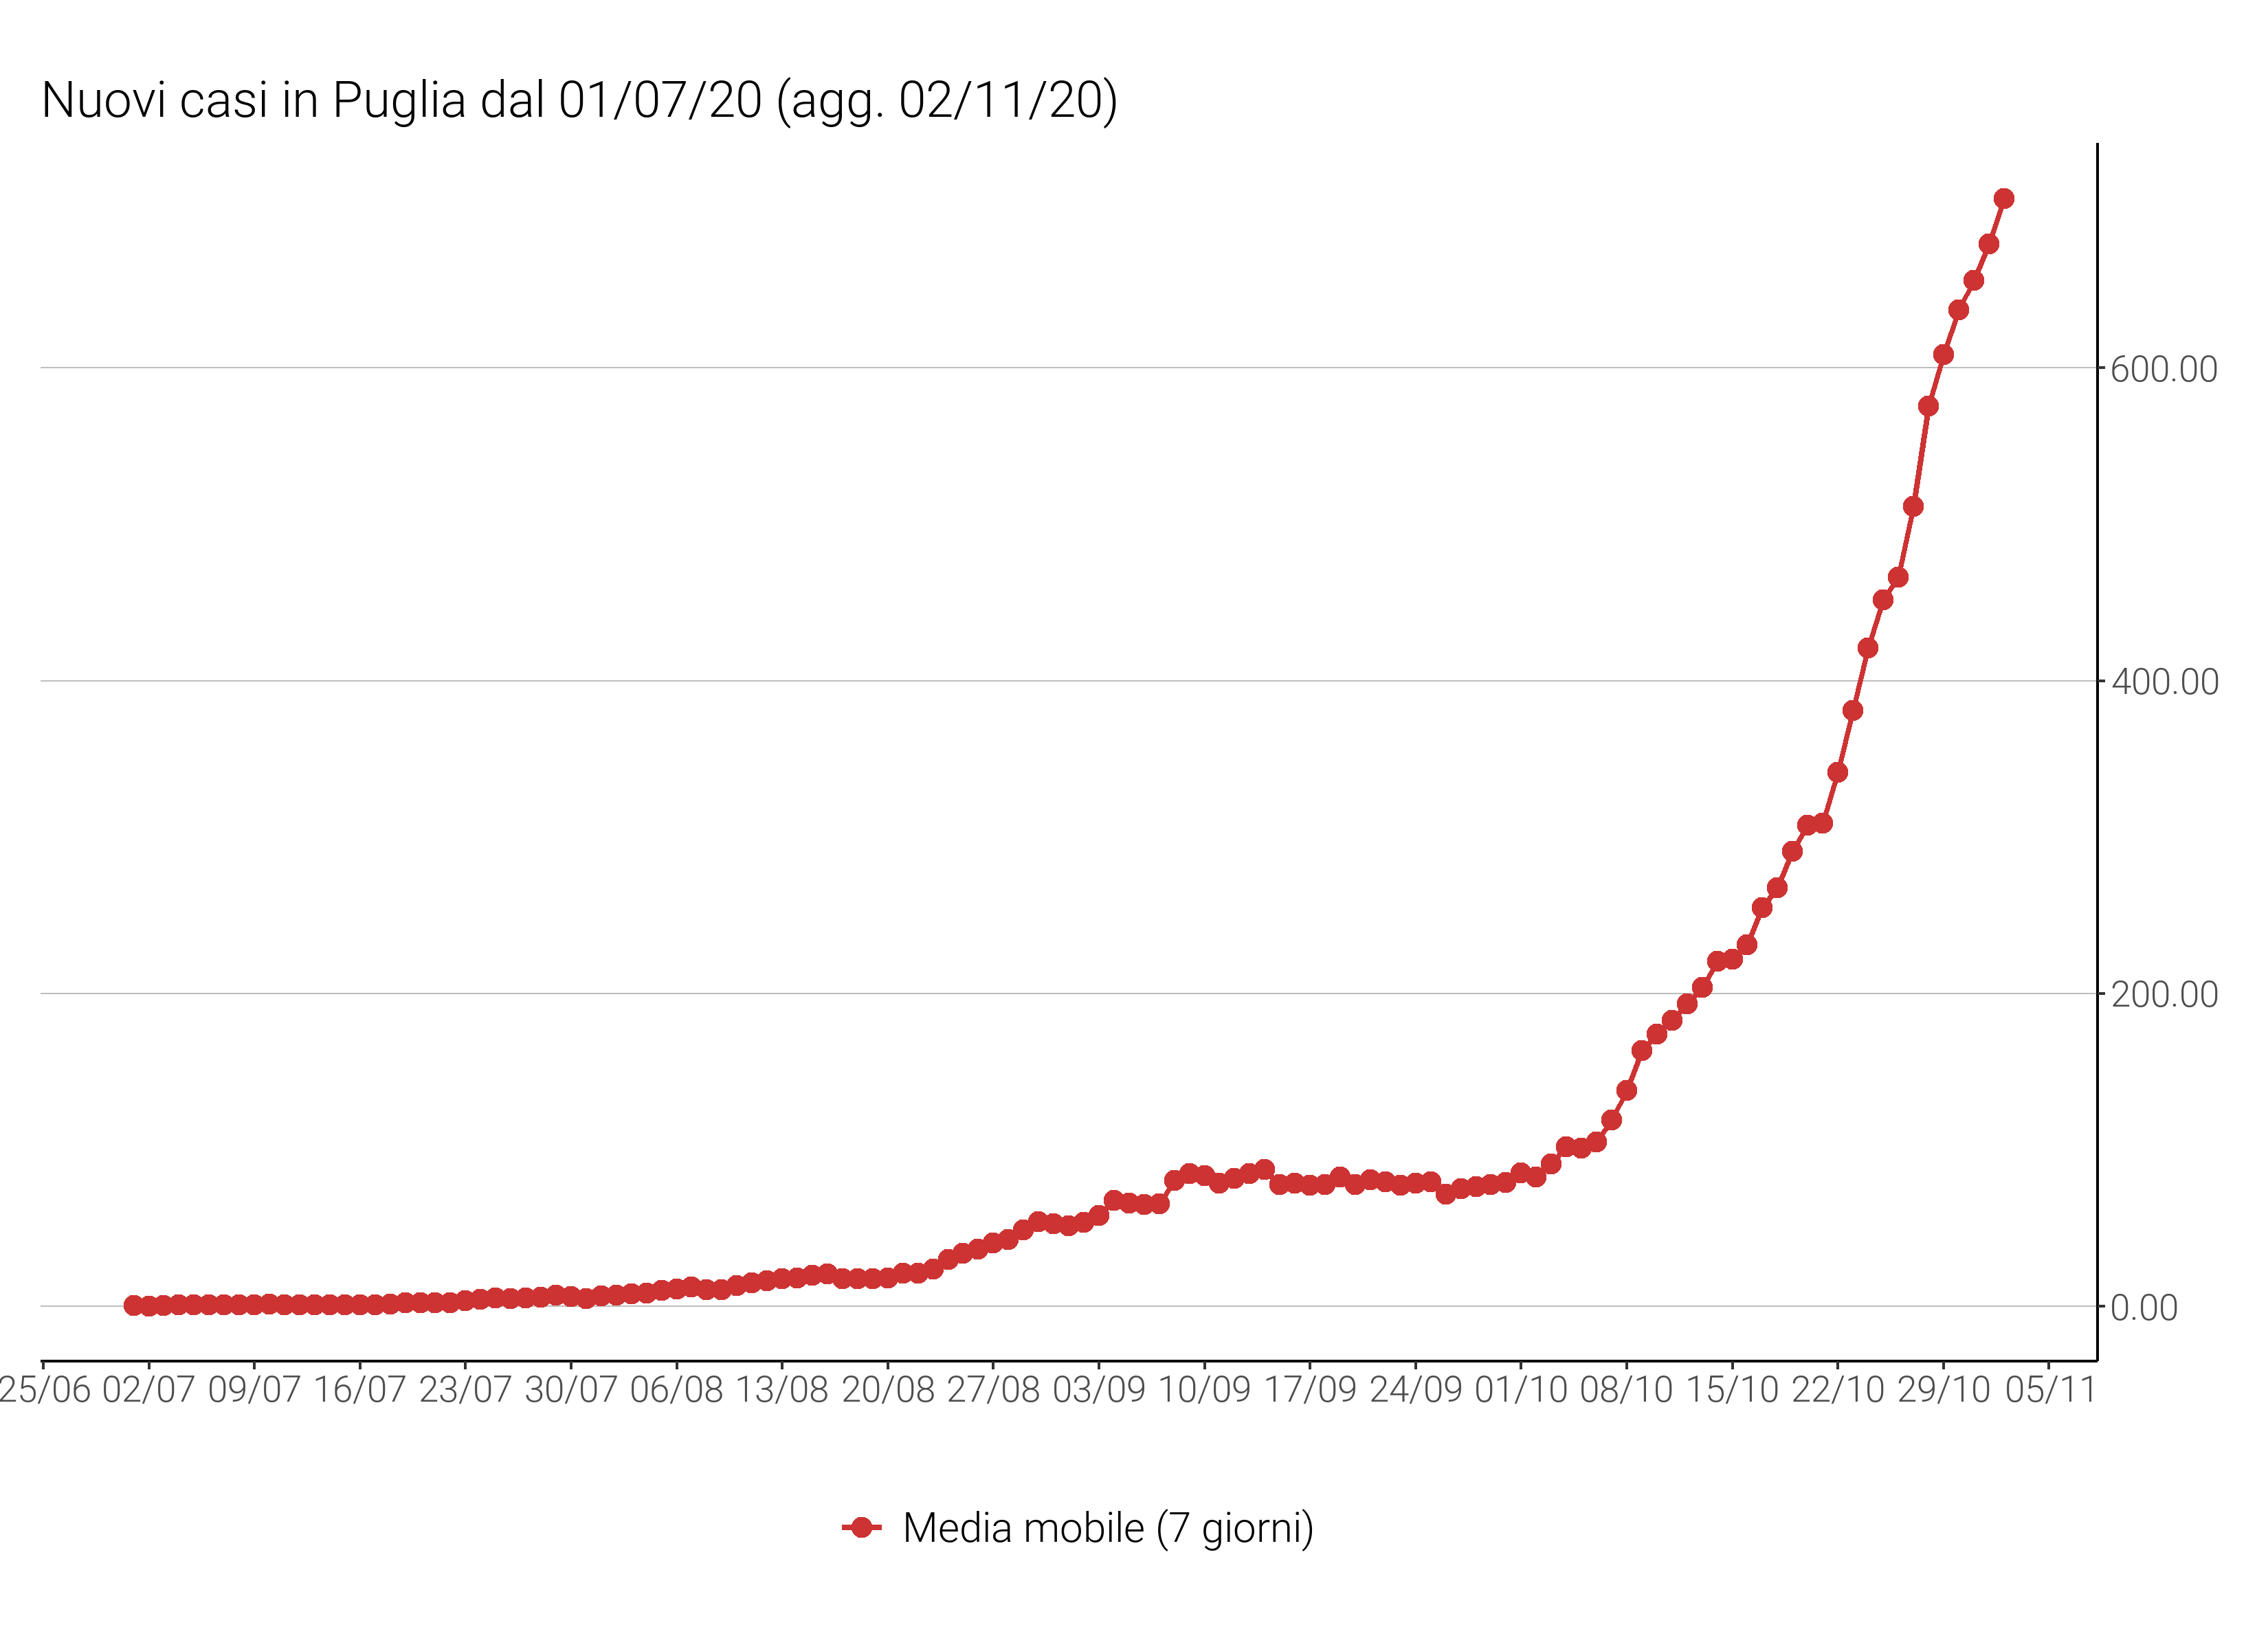 Nuovi casi in Puglia dal 01/07/20 (agg. 02/11/20)
600.00
400.00
200.00
0.00
25/06 02/07 09/07 16/07 23/07 30/07 06/08 13/08 20/08 27/08 03/09 10/09 17/09 24/09 01/10 08/10 15/10 22/10 29/10 05/11
Media mobile (7 giorni)